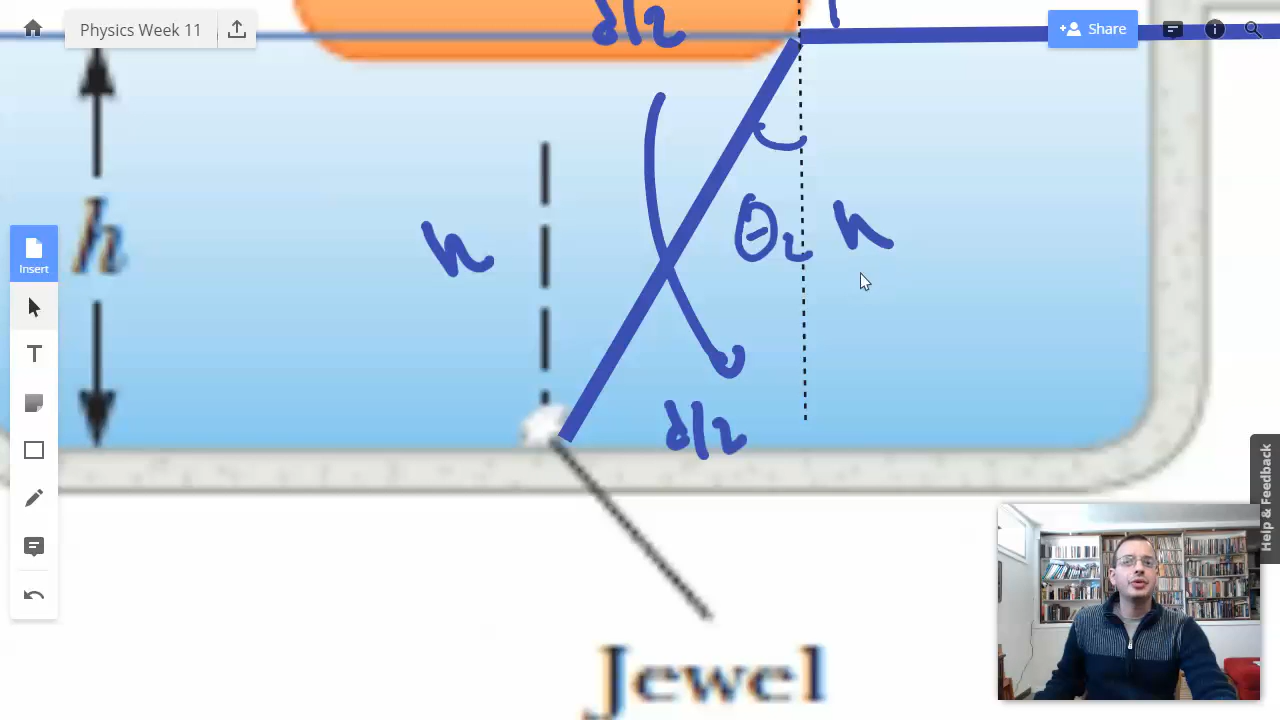 Physics Week 11
Share
d/2
h
h
θ2
h
Insert
T
d/2
Help & Feedback
Jewel